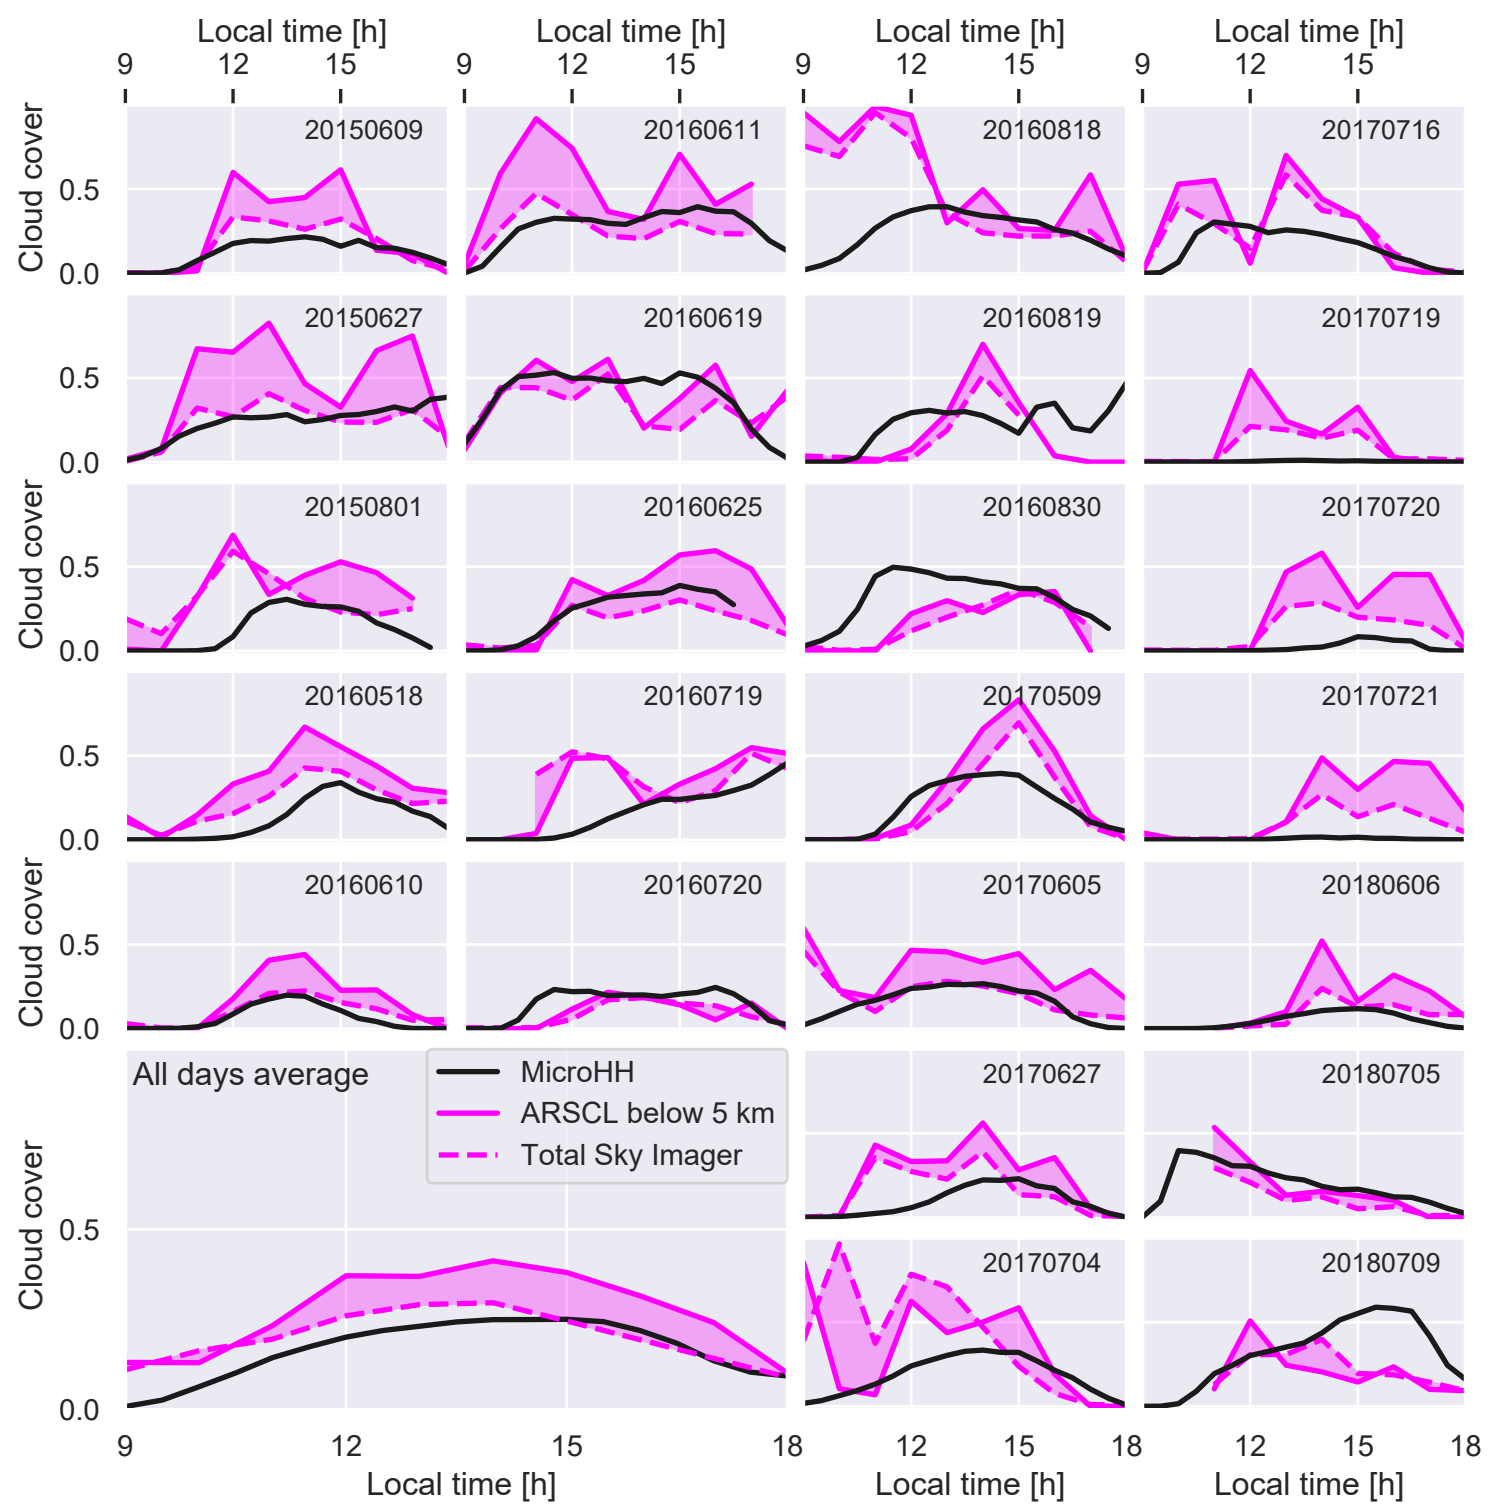 Local time [h] Local time [h] Local time [h] Local time [h]
9 12 15 9 12 15 9 12 15 9 12 15
Cloud cover 0.5 0.0 20150609 20160611 20160818 20170716
0.5 0.0 20150627 20160619 20160819 20170719
Cloud cover 0.5 0.0 20150801 20160625 20160830 20170720
0.5 0.0 20160518 20160719 20170509 20170721
Cloud cover 0.5 0.0 20160610 20160720 20170605 20180606
All days average
MicroHH
ARSCL below 5 km
Total Sky Imager
20170627 20180705
Cloud cover 0.5 0.0
20170704 20180709
9 12 15 18 12 15 18 12 15 18
Local time [h] Local time [h] Local time [h]